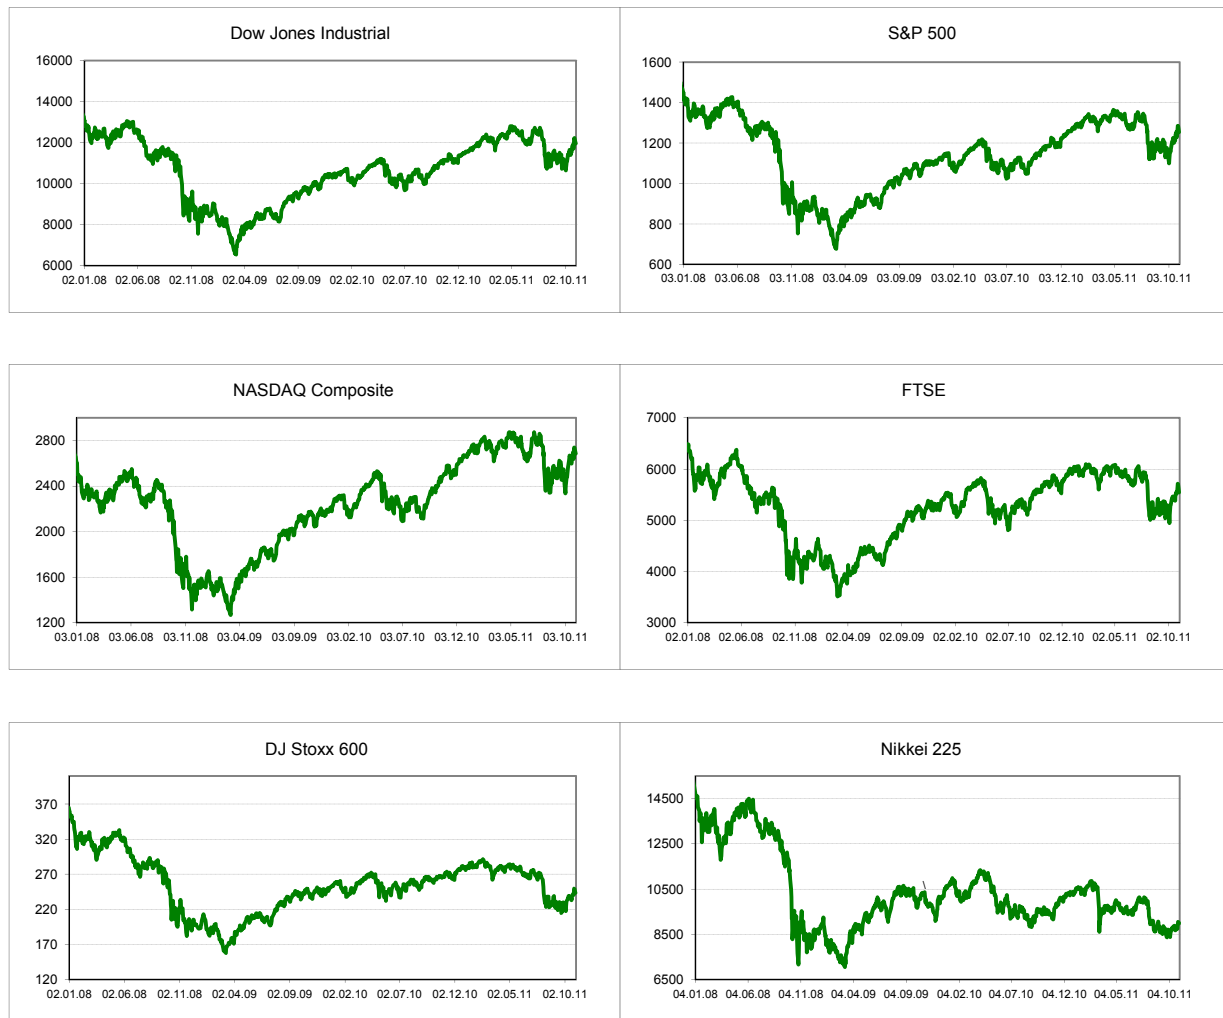 Dow Jones Industrial
16000
14000
12000
10000
8000
6000
02.01.08 02.06.08 02.11.08 02.04.09 02.09.09 02.02.10 02.07.10 02.12.10 02.05.11 02.10.11
S&P 500
1600
1400
1200
1000
800
600
03.01.08 03.06.08 03.11.08 03.04.09 03.09.09 03.02.10 03.07.10 03.12.10 03.05.11 03.10.11
NASDAQ Composite
2800
2400
2000
1600
1200
03.01.08 03.06.08 03.11.08 03.04.09 03.09.09 03.02.10 03.07.10 03.12.10 03.05.11 03.10.11
FTSE
7000
6000
5000
4000
3000
02.01.08 02.06.08 02.11.08 02.04.09 02.09.09 02.02.10 02.07.10 02.12.10 02.05.11 02.10.11
DJ Stoxx 600
370
320
270
220
170
120
02.01.08 02.06.08 02.11.08 02.04.09 02.09.09 02.02.10 02.07.10 02.12.10 02.05.11 02.10.11
Nikkei 225
14500
12500
10500
8500
6500
04.01.08 04.06.08 04.11.08 04.04.09 04.09.09 04.02.10 04.07.10 04.12.10 04.05.11 04.10.11